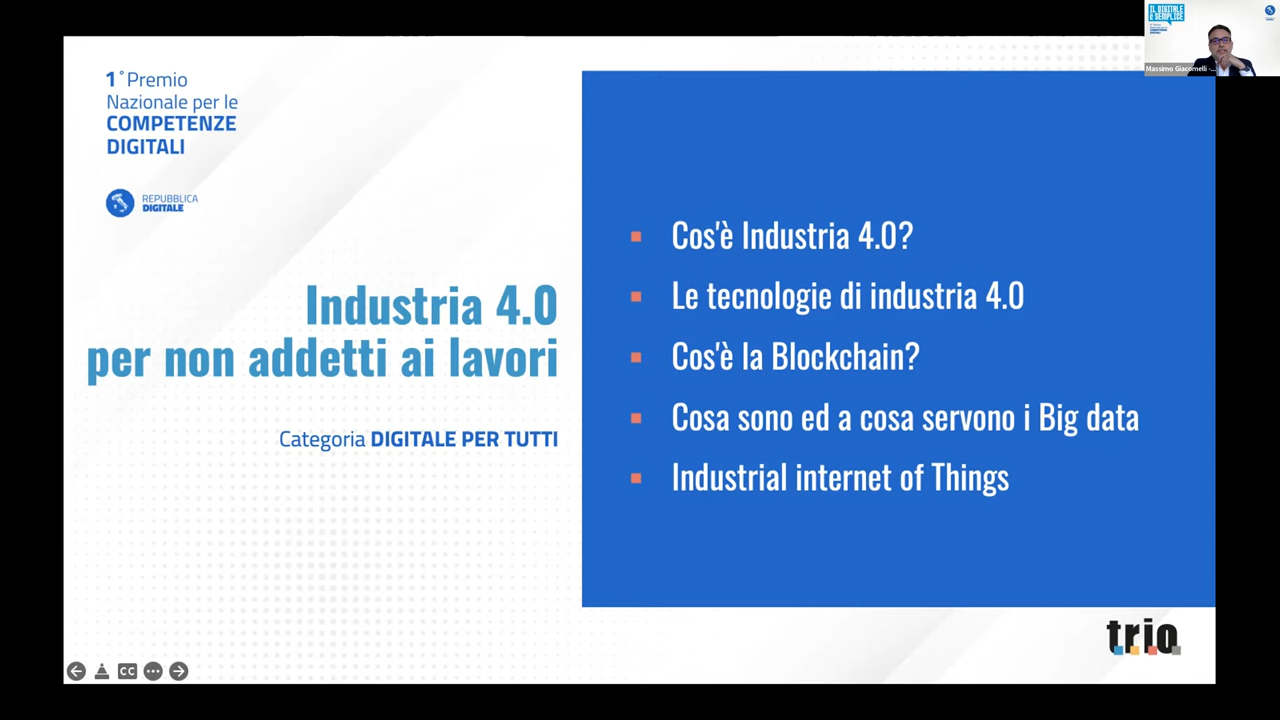 1° Premio
Nazionale per le
COMPETENZE
DIGITALI
REPUBBLICA
DIGITALE
Industria 4.0
per non addetti ai lavori
Categoria DIGITALE PER TUTTI
Cos'è Industria 4.0?
Le tecnologie di industria 4.0
Cos'è la Blockchain?
Cosa sono ed a cosa servono i Big data
Industrial internet of Things
trio
CC
IL DIGITALE
È SEMPLICE
COMPETENZE
DIGITALI
Massimo Giacomelli -...